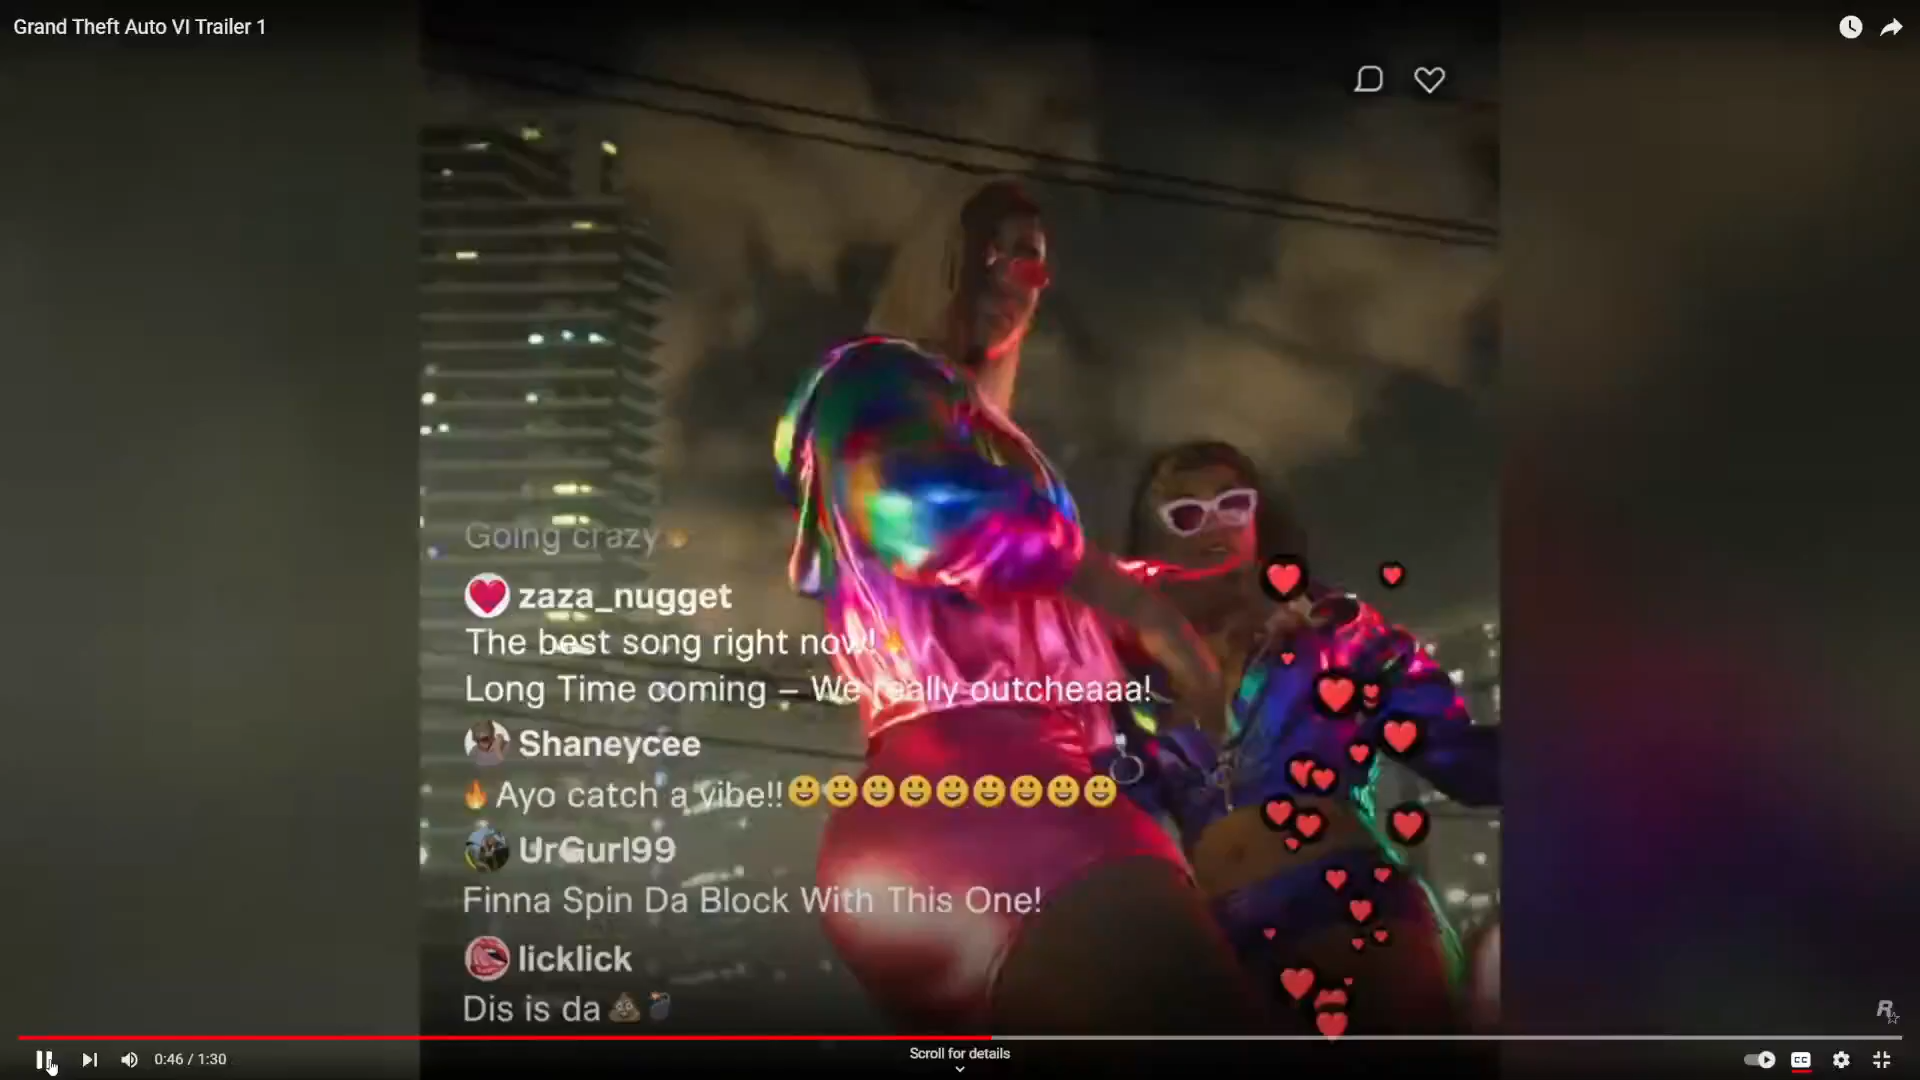 Grand Theft Auto VI Trailer 1
Going crazy
zaza_nugget
The best song right now!🔥
Long Time coming – We really outcheaaa!
Shaneycee
🔥Ayo catch a vibe!!😀😀😀😀😀😀😀😀😀
UrGurl99
Finna Spin Da Block With This One!
licklick
Dis is da💩💣
R
0:46 / 1:30
Scroll for details
CC